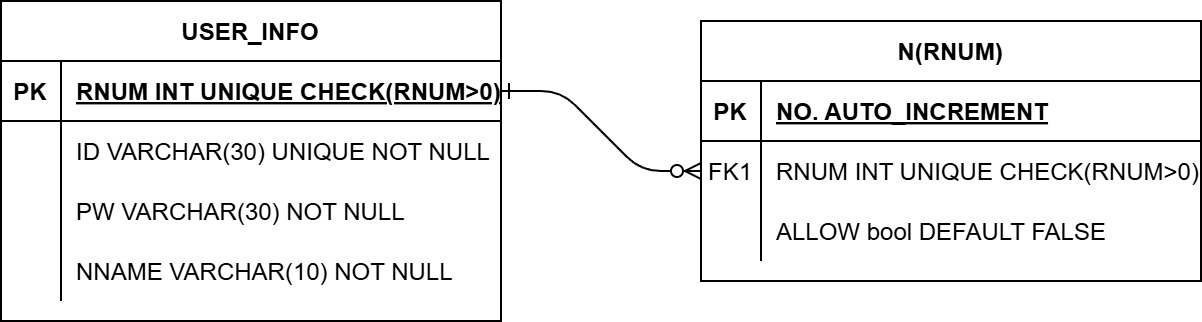 USER_INFO
PK RNUM INT UNIQUE CHECK(RNUM>0)
ID VARCHAR(30) UNIQUE NOT NULL
PW VARCHAR(30) NOT NULL
NNAME VARCHAR(10) NOT NULL
N(RNUM)
PK NO. AUTO_INCREMENT
FK1 RNUM INT UNIQUE CHECK(RNUM>0)
ALLOW bool DEFAULT FALSE